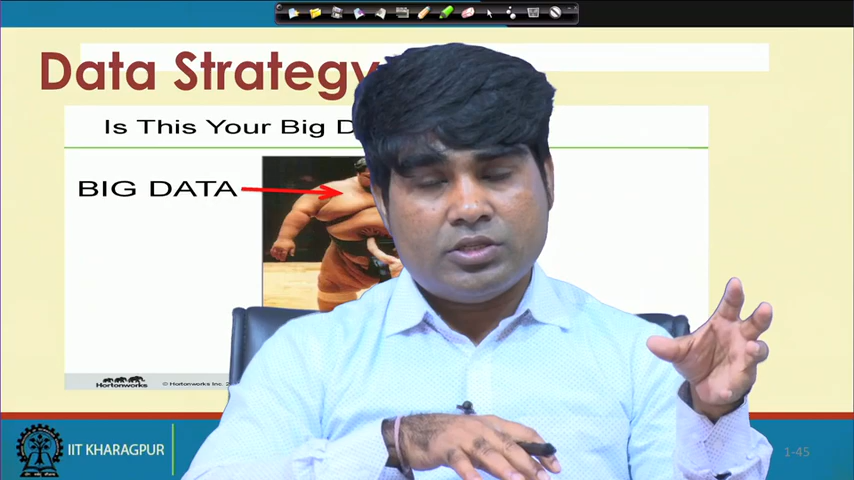 Data Strategy
Is This Your Big D
BIG DATA
Hortonworks
© Hortonworks Inc. 2
IIT KHARAGPUR
1-45